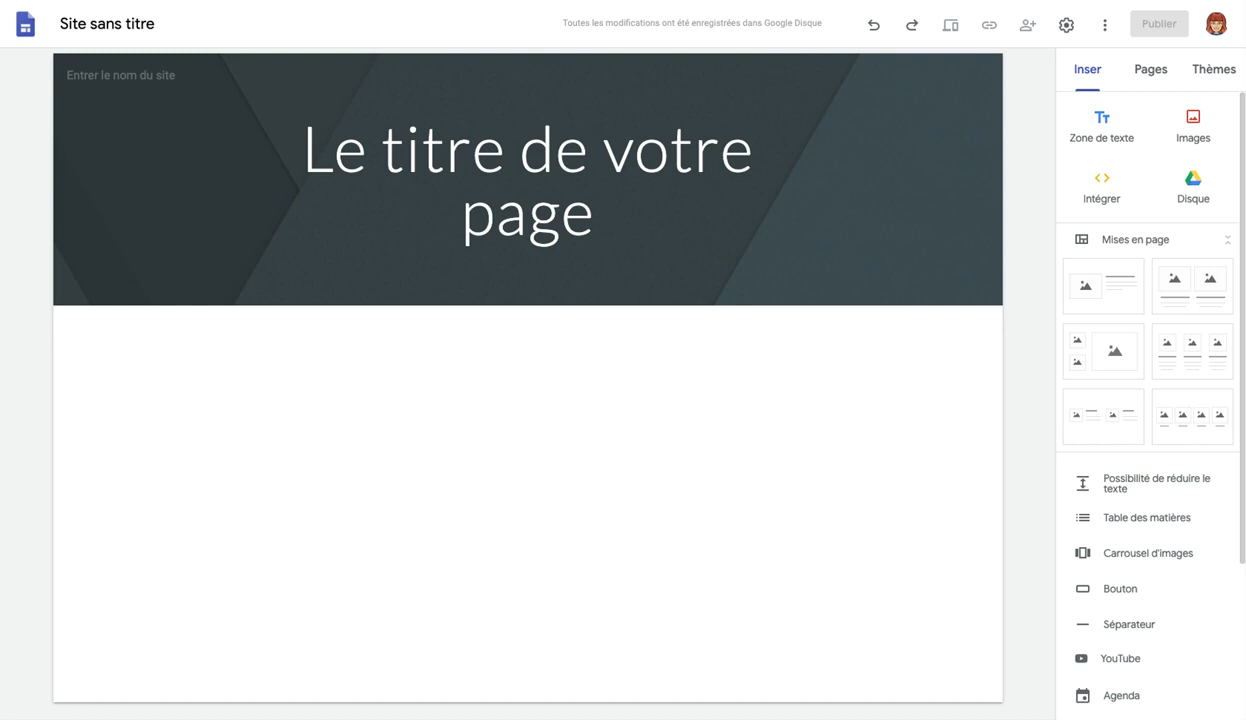 Site sans titre
Toutes les modifications ont été enregistrées dans Google Disque
Publier
Entrer le nom du site
Le titre de votre
page
Inser
Pages
Thèmes
Zone de texte
Images
Intégrer
Disque
Mises en page
Possibilité de réduire le
texte
Table des matières
Carrousel d'images
Bouton
Séparateur
YouTube
Agenda